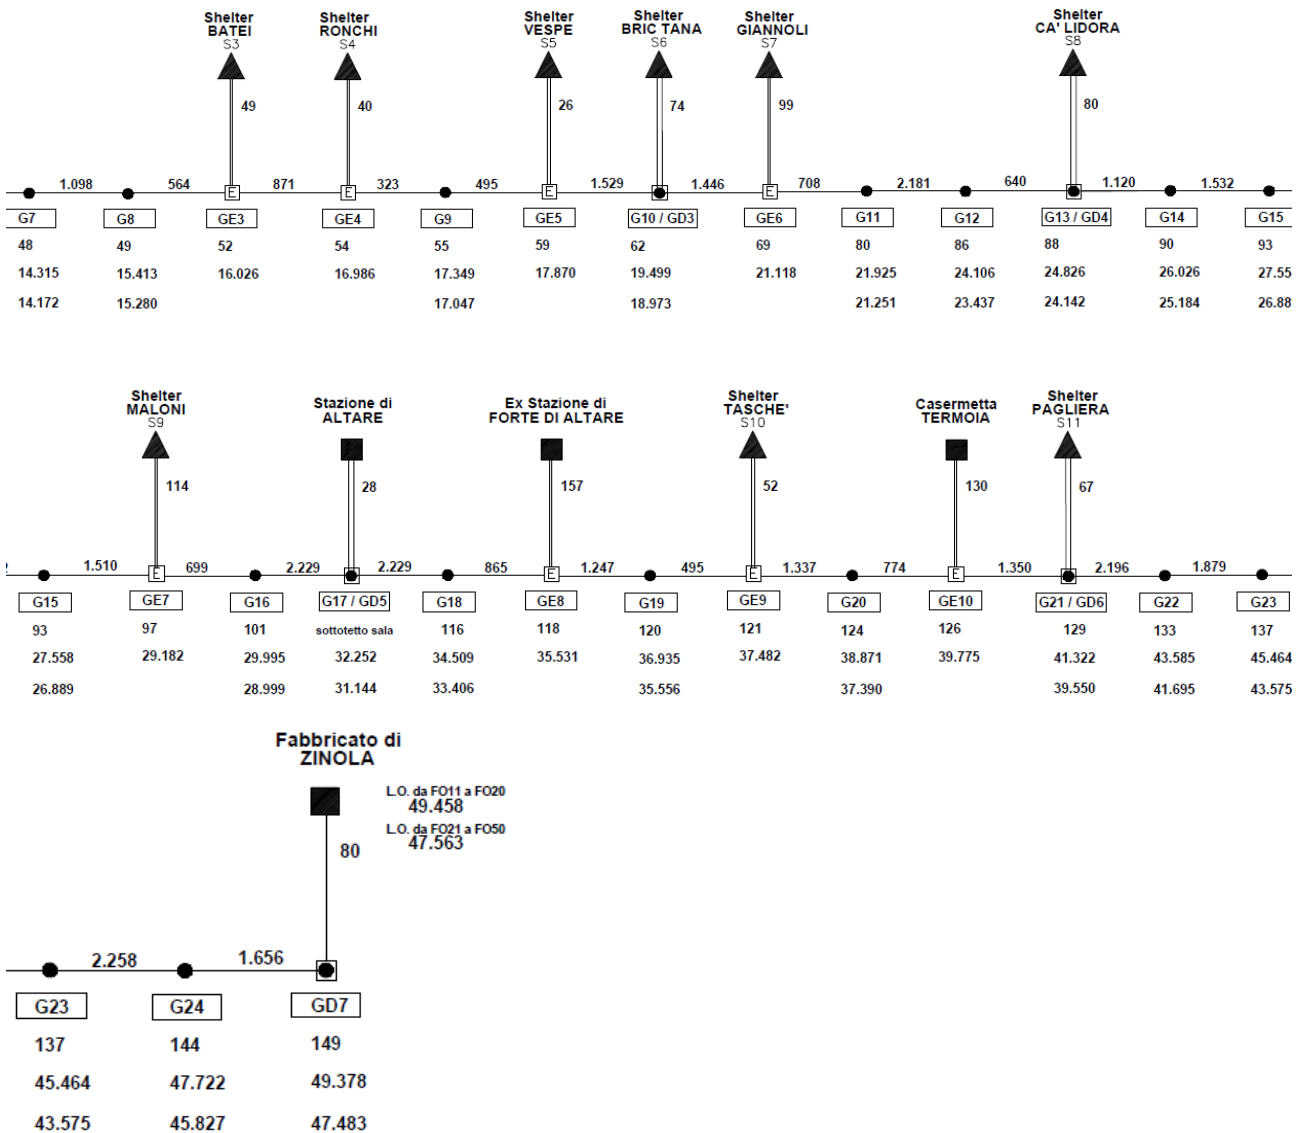 Shelter
BATEI
S3
Shelter
RONCHI
S4
Shelter
VESPE
S5
Shelter
BRIC TANA
S6
Shelter
GIANNOLI
S7
Shelter
CA' LIDORA
S8
49 40 26 74 99 80
1.098 564 871 323 495 1.529 1.446 708 2.181 640 1.120 1.532
E E E E
G7 G8 GE3 GE4 G9 GE5 G10 / GD3 GE6 G11 G12 G13 / GD4 G14 G15
48 49 52 54 55 59 62 69 80 86 88 90 93
14.315 15.413 16.026 16.986 17.349 17.870 19.499 21.118 21.925 24.106 24.826 26.026 27.55
14.172 15.280 17.047 18.973 21.251 23.437 24.142 25.184 26.88
Shelter
MALONI
S9
Stazione di
ALTARE
Ex Stazione di
FORTE DI ALTARE
Shelter
TASCHE'
S10
Casermetta
TERMOIA
Shelter
PAGLIERA
S11
114 28 157 52 130 67
1.510 699 2.229 2.229 865 1.247 495 1.337 774 1.350 2.196 1.879
E E E E
G15 GE7 G16 G17 / GD5 G18 GE8 G19 GE9 G20 GE10 G21 / GD6 G22 G23
93 97 101 sottotetto sala 116 118 120 121 124 126 129 133 137
27.558 29.182 29.995 32.252 34.509 35.531 36.935 37.482 38.871 39.775 41.322 43.585 45.464
26.889 28.999 31.144 33.406 35.556 37.390 39.550 41.695 43.575
Fabbricato di
ZINOLA
L.O. da FO11 a FO20
49.458
L.O. da FO21 a FO50
47.563
80
2.258 1.656
G23 G24 GD7
137 144 149
45.464 47.722 49.378
43.575 45.827 47.483